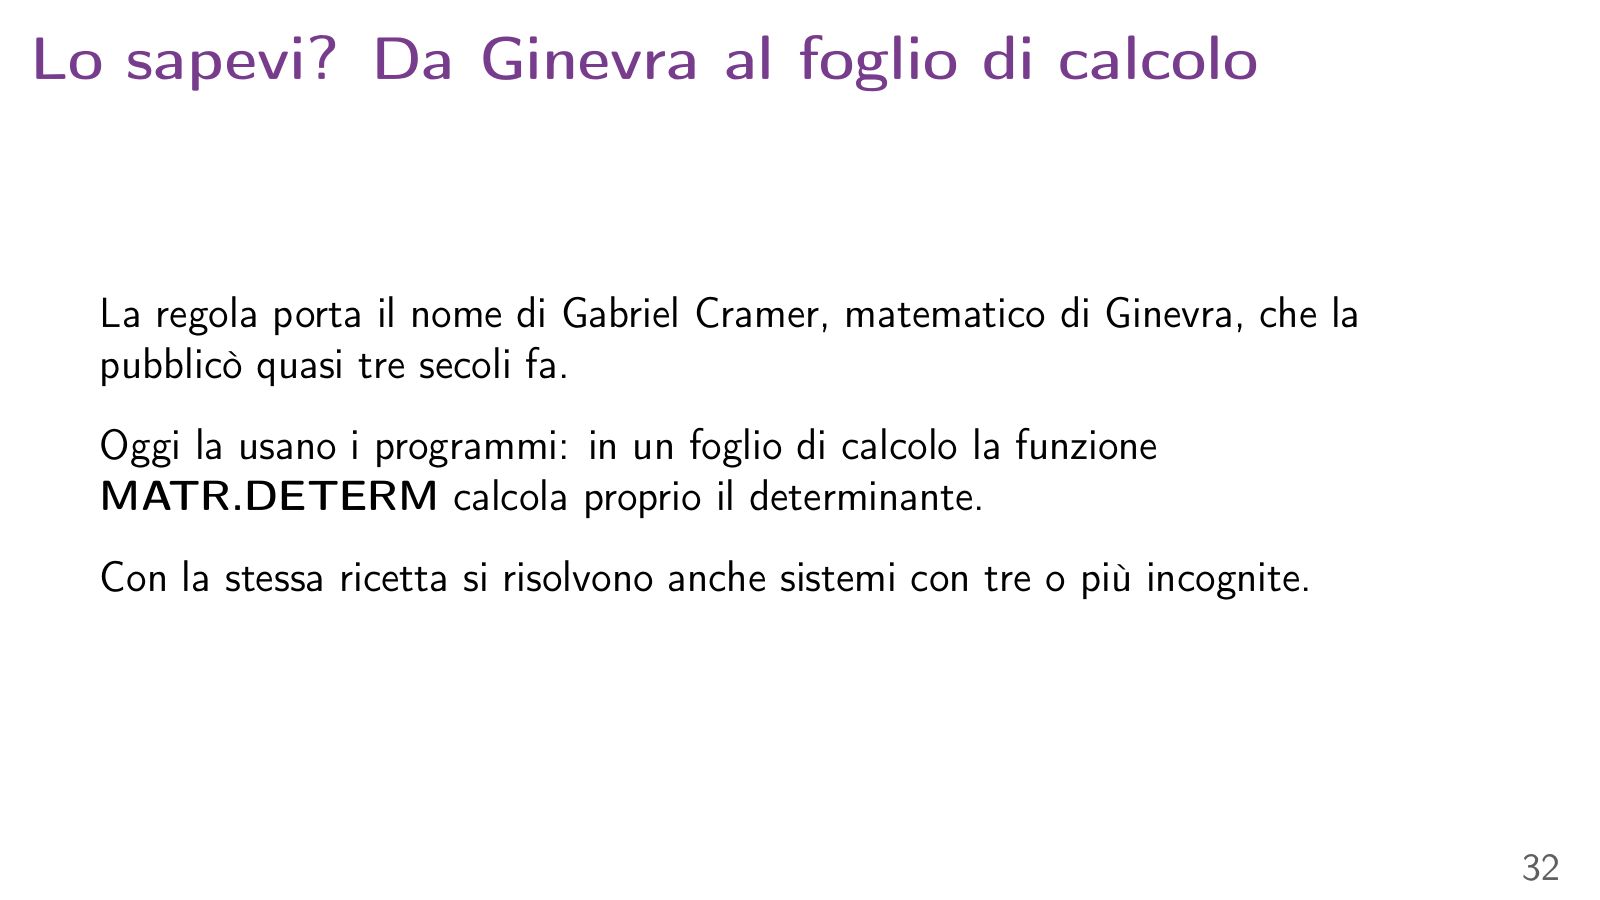 Lo sapevi? Da Ginevra al foglio di calcolo
La regola porta il nome di Gabriel Cramer, matematico di Ginevra, che la
pubblicò quasi tre secoli fa.
Oggi la usano i programmi: in un foglio di calcolo la funzione
MATR.DETERM calcola proprio il determinante.
Con la stessa ricetta si risolvono anche sistemi con tre o più incognite.
32